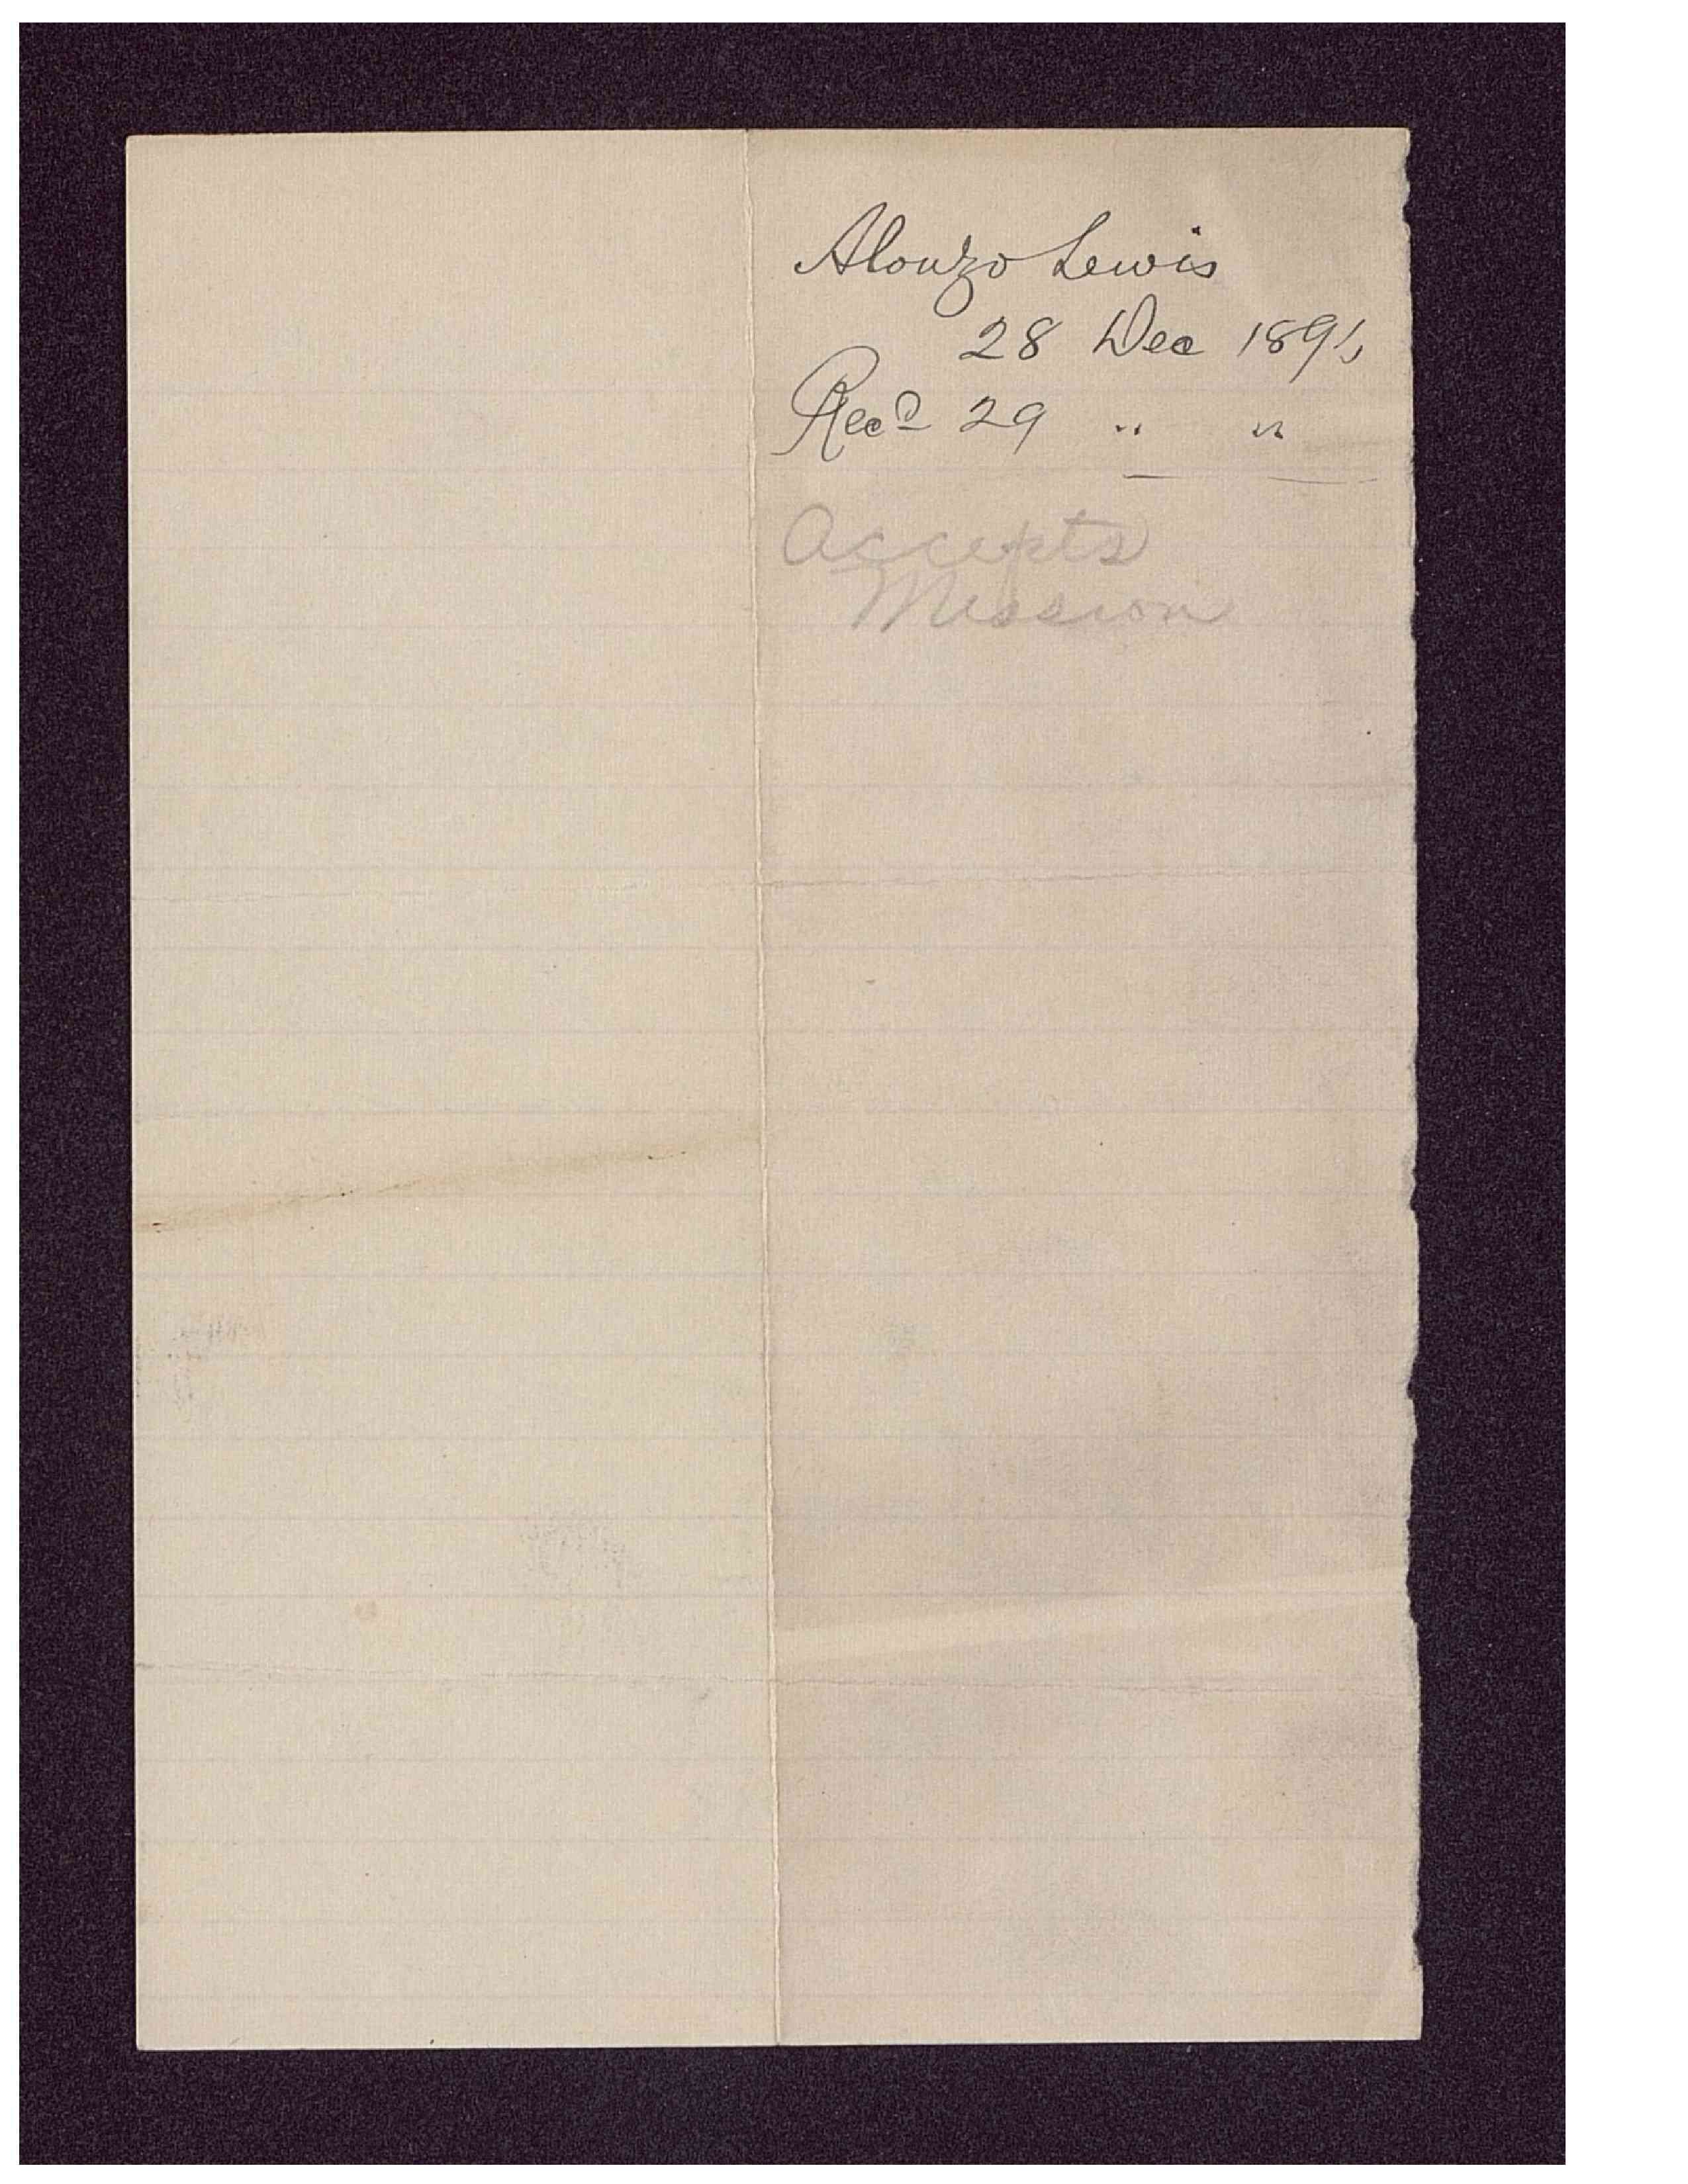 Alonzo Lewis
28 Dec 1891,
Recd 29 " "
Accepts
Mission